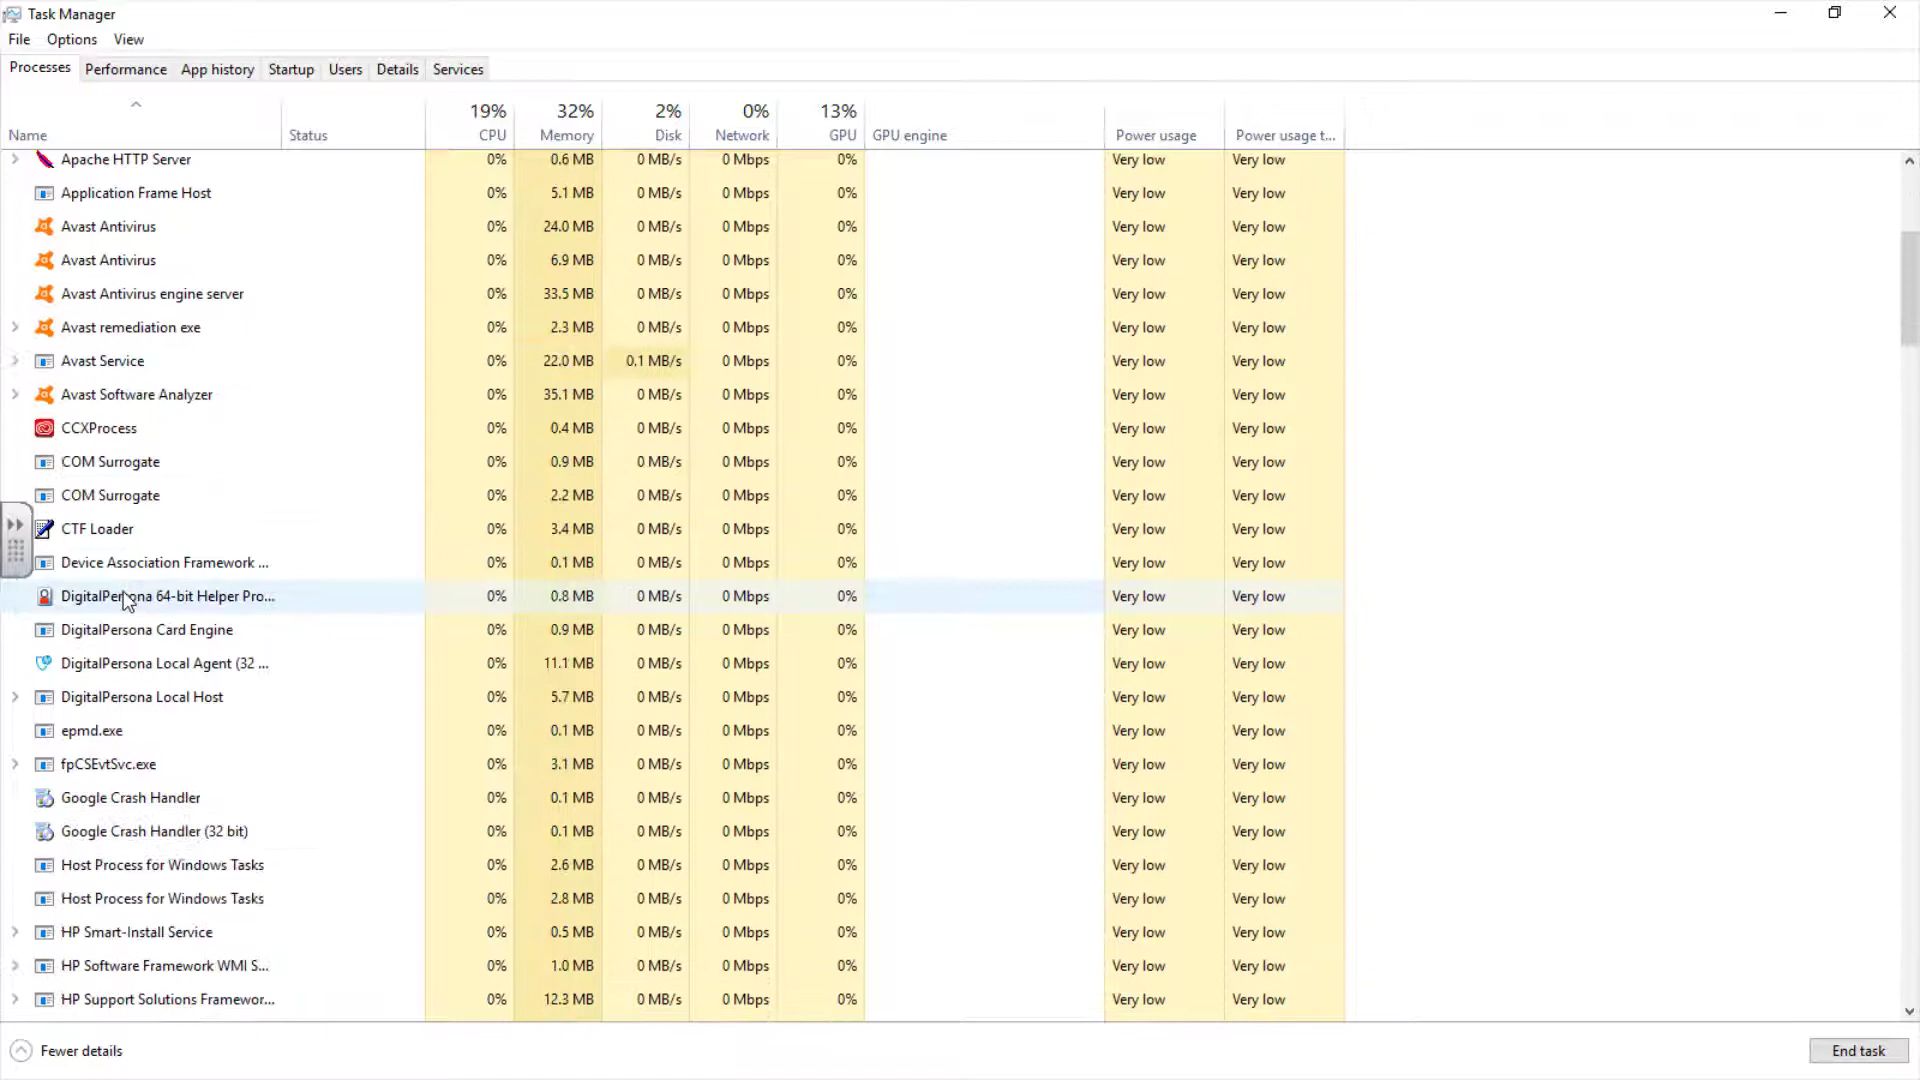 Task Manager
File Options View
Processes Performance App history Startup Users Details Services
19% 32% 2% 0% 13%
Name Status CPU Memory Disk Network GPU GPU engine Power usage Power usage t...
Apache HTTP Server 0% 0.6 MB 0 MB/s 0 Mbps 0% Very low Very low
Application Frame Host 0% 5.1 MB 0 MB/s 0 Mbps 0% Very low Very low
Avast Antivirus 0% 24.0 MB 0 MB/s 0 Mbps 0% Very low Very low
Avast Antivirus 0% 6.9 MB 0 MB/s 0 Mbps 0% Very low Very low
Avast Antivirus engine server 0% 33.5 MB 0 MB/s 0 Mbps 0% Very low Very low
Avast remediation exe 0% 2.3 MB 0 MB/s 0 Mbps 0% Very low Very low
Avast Service 0% 22.0 MB 0.1 MB/s 0 Mbps 0% Very low Very low
Avast Software Analyzer 0% 35.1 MB 0 MB/s 0 Mbps 0% Very low Very low
CCXProcess 0% 0.4 MB 0 MB/s 0 Mbps 0% Very low Very low
COM Surrogate 0% 0.9 MB 0 MB/s 0 Mbps 0% Very low Very low
COM Surrogate 0% 2.2 MB 0 MB/s 0 Mbps 0% Very low Very low
CTF Loader 0% 3.4 MB 0 MB/s 0 Mbps 0% Very low Very low
Device Association Framework ... 0% 0.1 MB 0 MB/s 0 Mbps 0% Very low Very low
DigitalPersona 64-bit Helper Pro... 0% 0.8 MB 0 MB/s 0 Mbps 0% Very low Very low
DigitalPersona Card Engine 0% 0.9 MB 0 MB/s 0 Mbps 0% Very low Very low
DigitalPersona Local Agent (32 ... 0% 11.1 MB 0 MB/s 0 Mbps 0% Very low Very low
DigitalPersona Local Host 0% 5.7 MB 0 MB/s 0 Mbps 0% Very low Very low
epmd.exe 0% 0.1 MB 0 MB/s 0 Mbps 0% Very low Very low
fpCSEvtSvc.exe 0% 3.1 MB 0 MB/s 0 Mbps 0% Very low Very low
Google Crash Handler 0% 0.1 MB 0 MB/s 0 Mbps 0% Very low Very low
Google Crash Handler (32 bit) 0% 0.1 MB 0 MB/s 0 Mbps 0% Very low Very low
Host Process for Windows Tasks 0% 2.6 MB 0 MB/s 0 Mbps 0% Very low Very low
Host Process for Windows Tasks 0% 2.8 MB 0 MB/s 0 Mbps 0% Very low Very low
HP Smart-Install Service 0% 0.5 MB 0 MB/s 0 Mbps 0% Very low Very low
HP Software Framework WMI S... 0% 1.0 MB 0 MB/s 0 Mbps 0% Very low Very low
HP Support Solutions Framewor... 0% 12.3 MB 0 MB/s 0 Mbps 0% Very low Very low
Fewer details End task